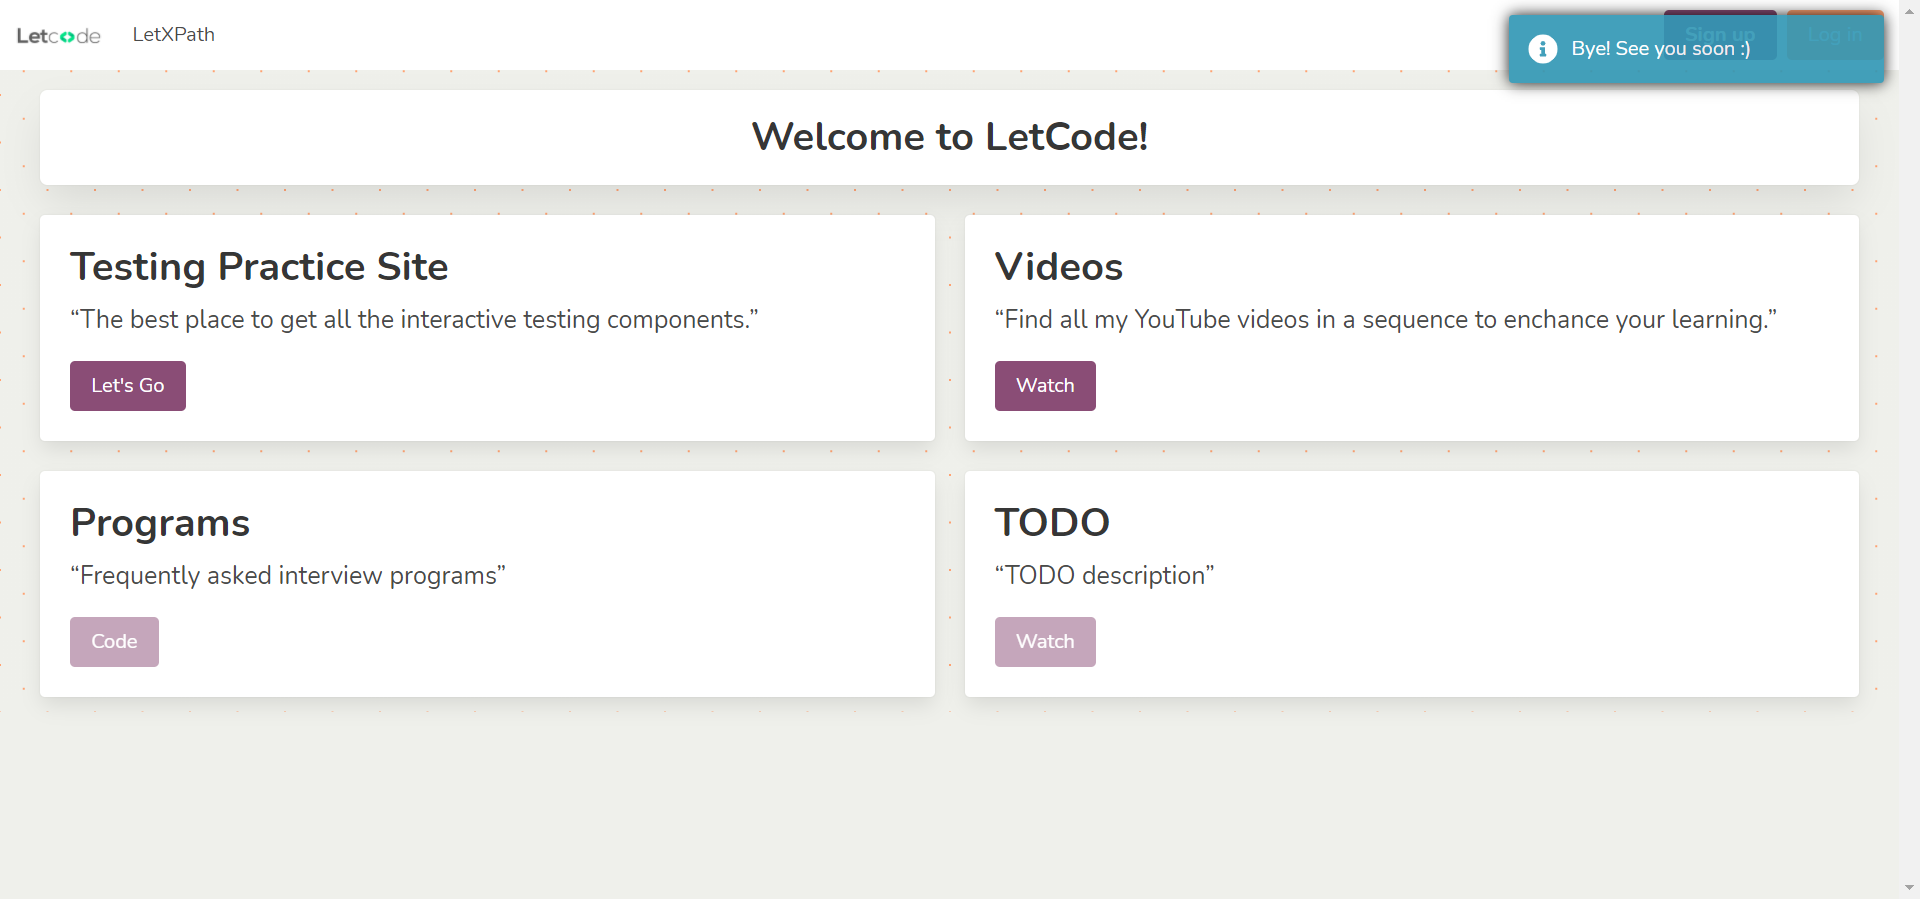 Letcode
LetXPath
Sign up
Log in
Bye! See you soon :)
Welcome to LetCode!
Testing Practice Site
“The best place to get all the interactive testing components.”
Let's Go
Videos
“Find all my YouTube videos in a sequence to enchance your learning.”
Watch
Programs
“Frequently asked interview programs”
Code
TODO
“TODO description”
Watch